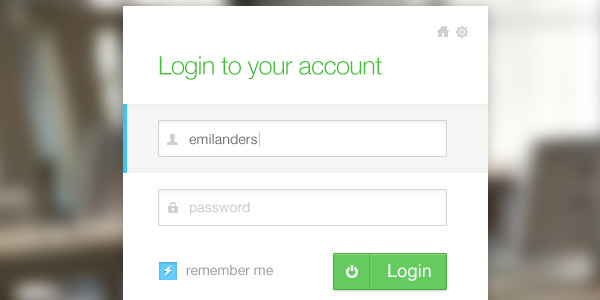 Login to your account
emilanders
password
remember me
Login